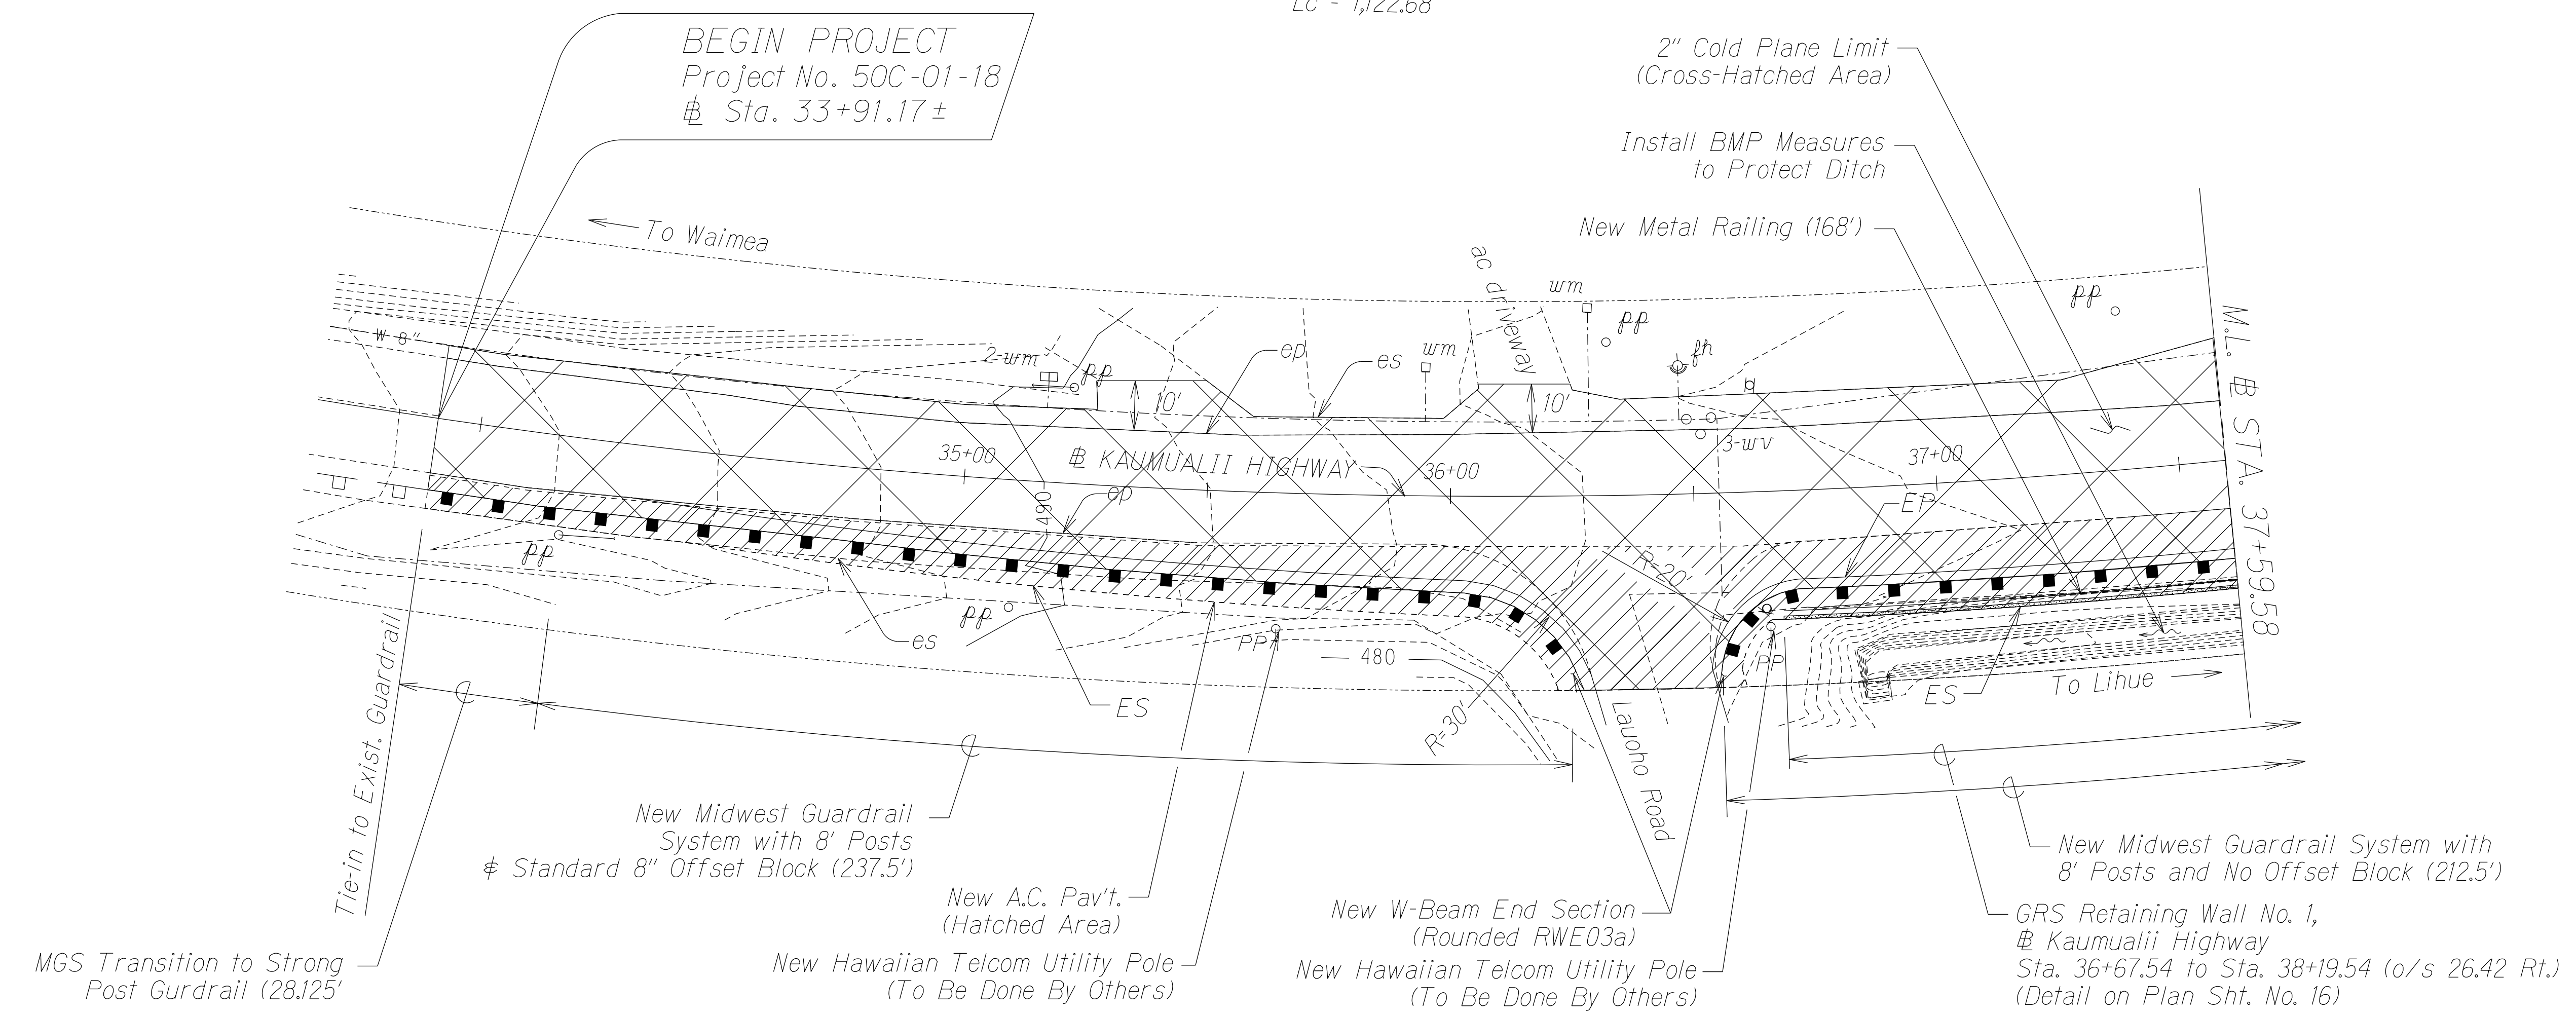 Lc - 1,122.68
BEGIN PROJECT
Project No. 50C-01-18
℄ Sta. 33+91.17±
2" Cold Plane Limit
(Cross-Hatched Area)
Install BMP Measures
to Protect Ditch
New Metal Railing (168')
To Waimea
ac driveway
wm
pp
pp
W 8"
2-wm
pp
ep
es
wm
fh
10'
10'
3-wv
35+00
℄ KAUMUALII HIGHWAY
36+00
37+00
M.L. ℄ STA. 37+59.58
490
ep
EP
R=20'
pp
pp
es
ES
PP
480
R=30'
PP
ES
To Lihue
Lauoho Road
Tie-in to Exist. Guardrail
New Midwest Guardrail
System with 8' Posts
& Standard 8" Offset Block (237.5')
New A.C. Pav't.
(Hatched Area)
New Hawaiian Telcom Utility Pole
(To Be Done By Others)
MGS Transition to Strong
Post Gurdrail (28.125'
New W-Beam End Section
(Rounded RWE03a)
New Hawaiian Telcom Utility Pole
(To Be Done By Others)
New Midwest Guardrail System with
8' Posts and No Offset Block (212.5')
GRS Retaining Wall No. 1,
℄ Kaumualii Highway
Sta. 36+67.54 to Sta. 38+19.54 (o/s 26.42 Rt.)
(Detail on Plan Sht. No. 16)